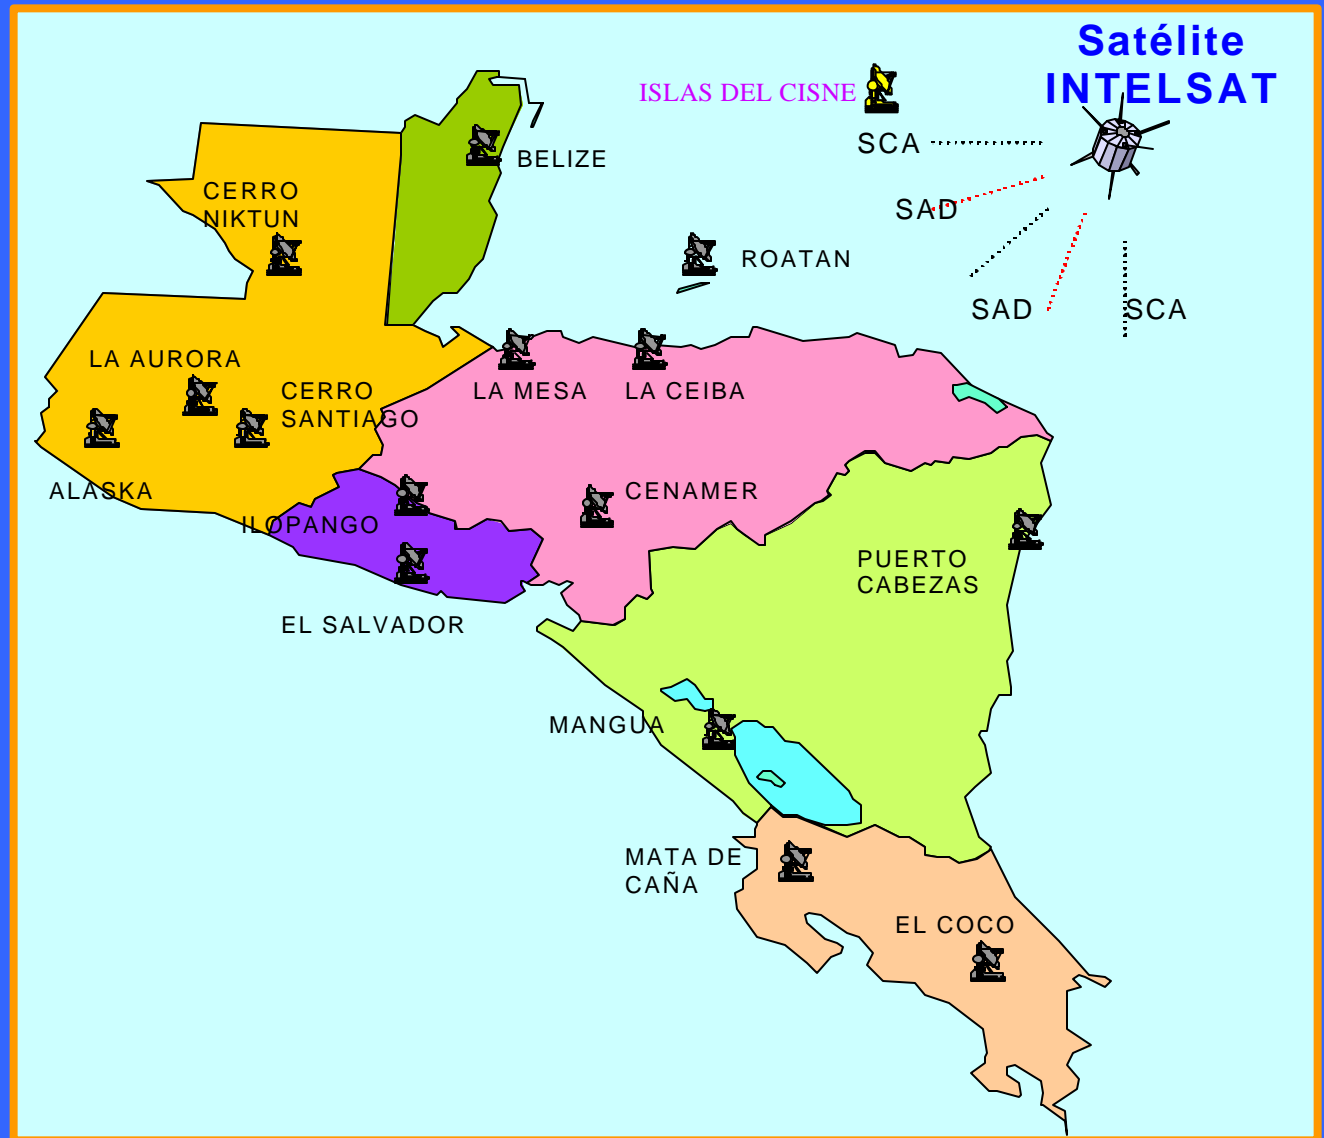 Satélite
INTELSAT
ISLAS DEL CISNE
SCA
BELIZE
CERRO
NIKTUN
SAD
ROATAN
SAD
SCA
LA AURORA
CERRO
SANTIAGO
LA MESA
LA CEIBA
ALASKA
CENAMER
ILOPANGO
PUERTO
CABEZAS
EL SALVADOR
MANGUA
MATA DE
CAÑA
EL COCO